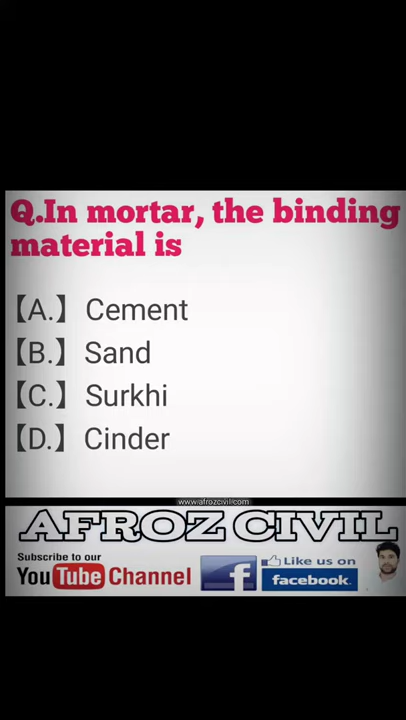 Q.In mortar, the binding
material is
【A.】 Cement
【B.】 Sand
【C.】 Surkhi
【D.】 Cinder
www.afrozcivil.com
AFROZ CIVIL
Subscribe to our
YouTube Channel
f
Like us on
facebook.